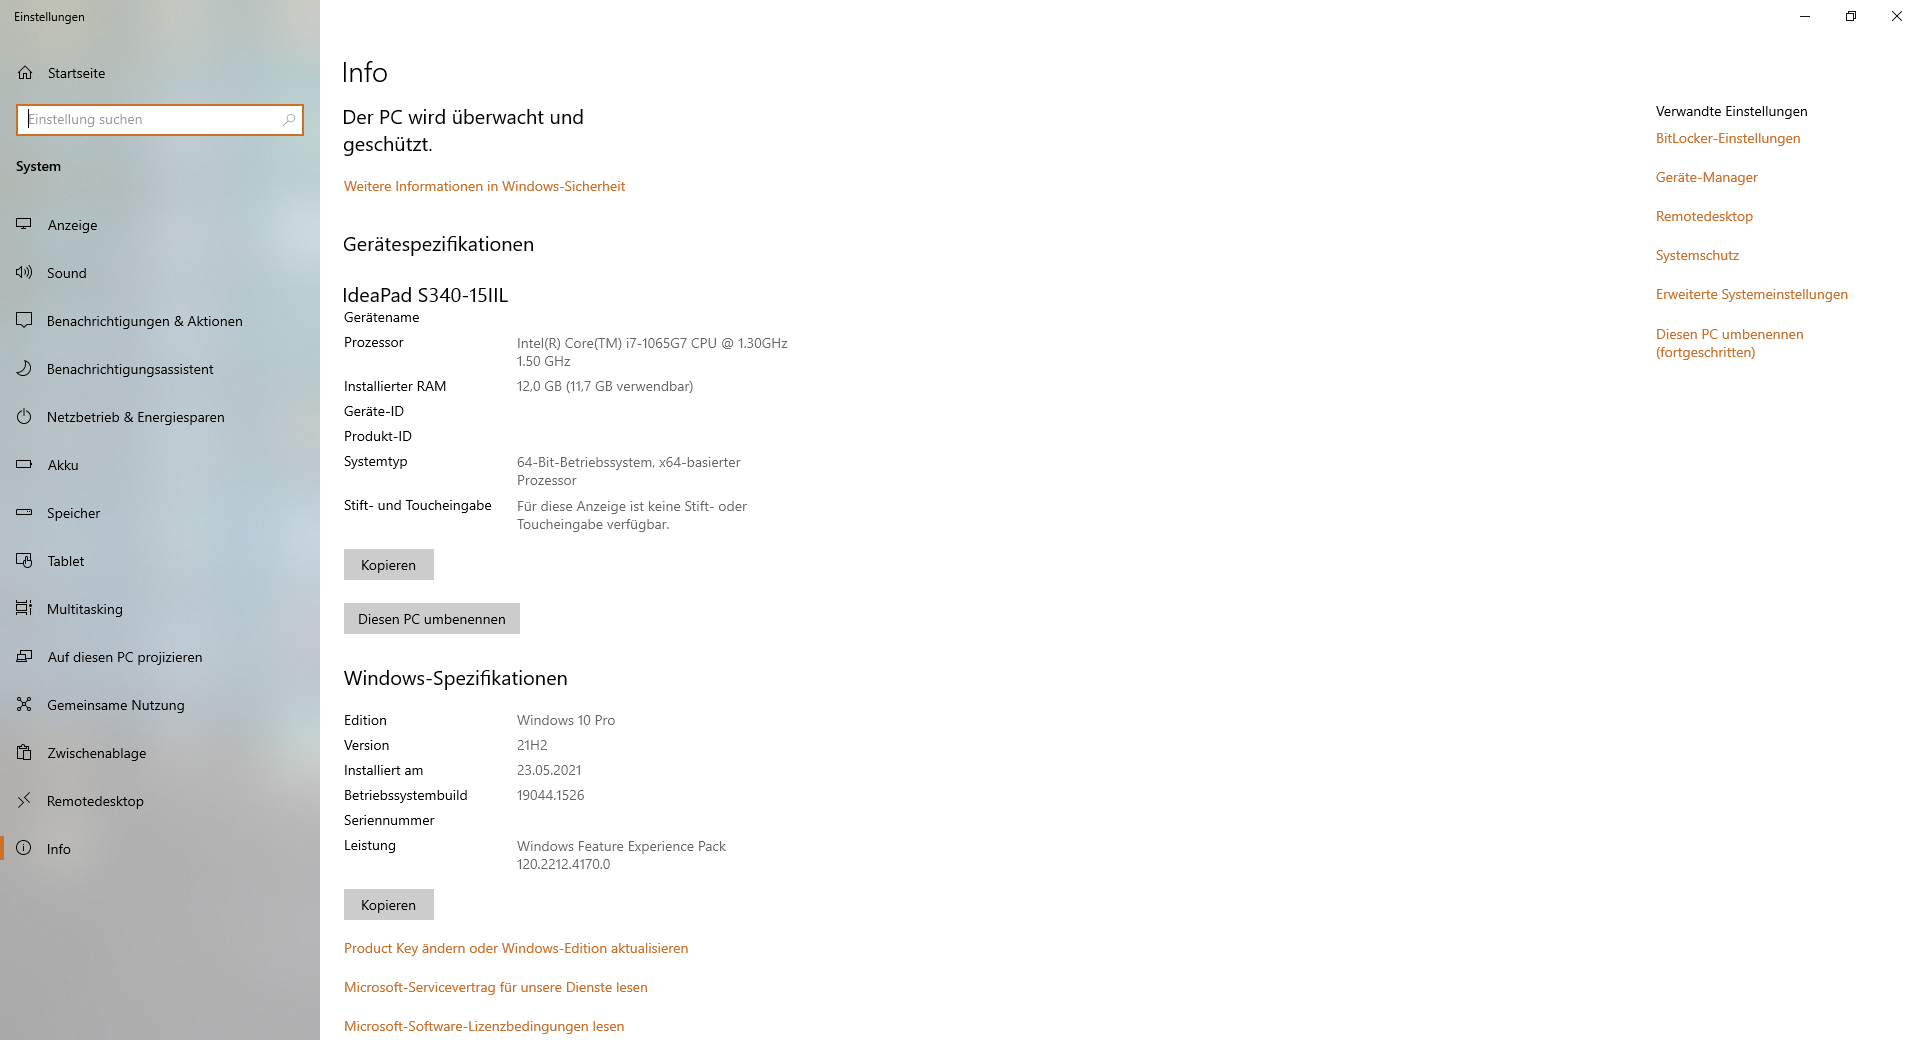 Einstellungen
Startseite
Einstellung suchen
System
Anzeige
Sound
Benachrichtigungen & Aktionen
Benachrichtigungsassistent
Netzbetrieb & Energiesparen
Akku
Speicher
Tablet
Multitasking
Auf diesen PC projizieren
Gemeinsame Nutzung
Zwischenablage
Remotedesktop
Info
Info
Der PC wird überwacht und
geschützt.
Weitere Informationen in Windows-Sicherheit
Gerätespezifikationen
IdeaPad S340-15IIL
Gerätename
Prozessor Intel(R) Core(TM) i7-1065G7 CPU @ 1.30GHz
1.50 GHz
Installierter RAM 12,0 GB (11,7 GB verwendbar)
Geräte-ID
Produkt-ID
Systemtyp 64-Bit-Betriebssystem, x64-basierter
Prozessor
Stift- und Toucheingabe Für diese Anzeige ist keine Stift- oder
Toucheingabe verfügbar.
Kopieren
Diesen PC umbenennen
Windows-Spezifikationen
Edition Windows 10 Pro
Version 21H2
Installiert am 23.05.2021
Betriebssystembuild 19044.1526
Seriennummer
Leistung Windows Feature Experience Pack
120.2212.4170.0
Kopieren
Product Key ändern oder Windows-Edition aktualisieren
Microsoft-Servicevertrag für unsere Dienste lesen
Microsoft-Software-Lizenzbedingungen lesen
Verwandte Einstellungen
BitLocker-Einstellungen
Geräte-Manager
Remotedesktop
Systemschutz
Erweiterte Systemeinstellungen
Diesen PC umbenennen
(fortgeschritten)